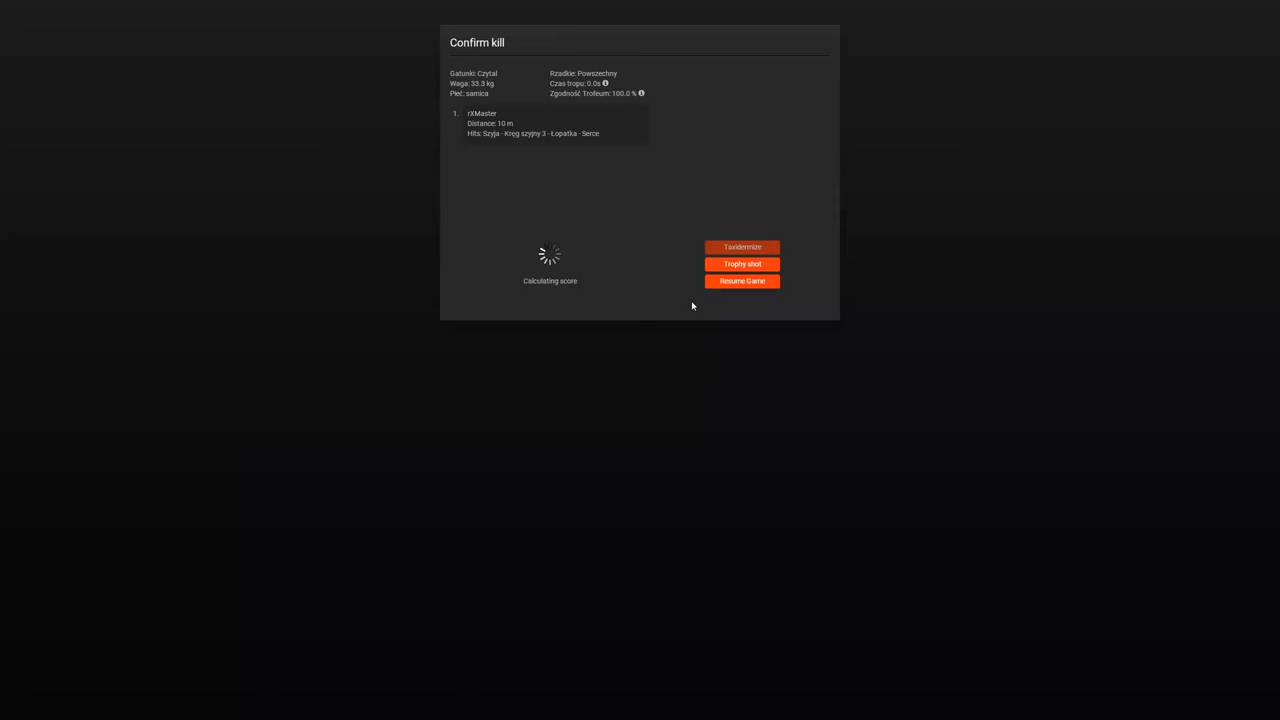 Confirm kill
Gatunki: Czytal
Rzadkie: Powszechny
Waga: 33.3 kg
Czas tropu: 0.0s
Płeć: samica
Zgodność Trofeum: 100.0 %
1. rXMaster
Distance: 10 m
Hits: Szyja - Kręg szyjny 3 - Łopatka - Serce
Taxidermize
Trophy shot
Calculating score
Resume Game